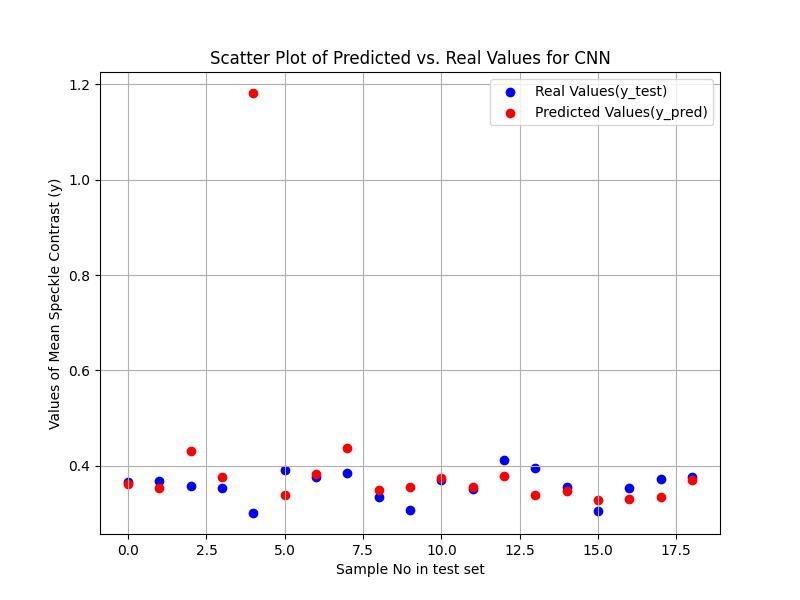 Scatter Plot of Predicted vs. Real Values for CNN
Real Values(y_test)
Predicted Values(y_pred)
Values of Mean Speckle Contrast (y)
1.2
1.0
0.8
0.6
0.4
0.0 2.5 5.0 7.5 10.0 12.5 15.0 17.5
Sample No in test set